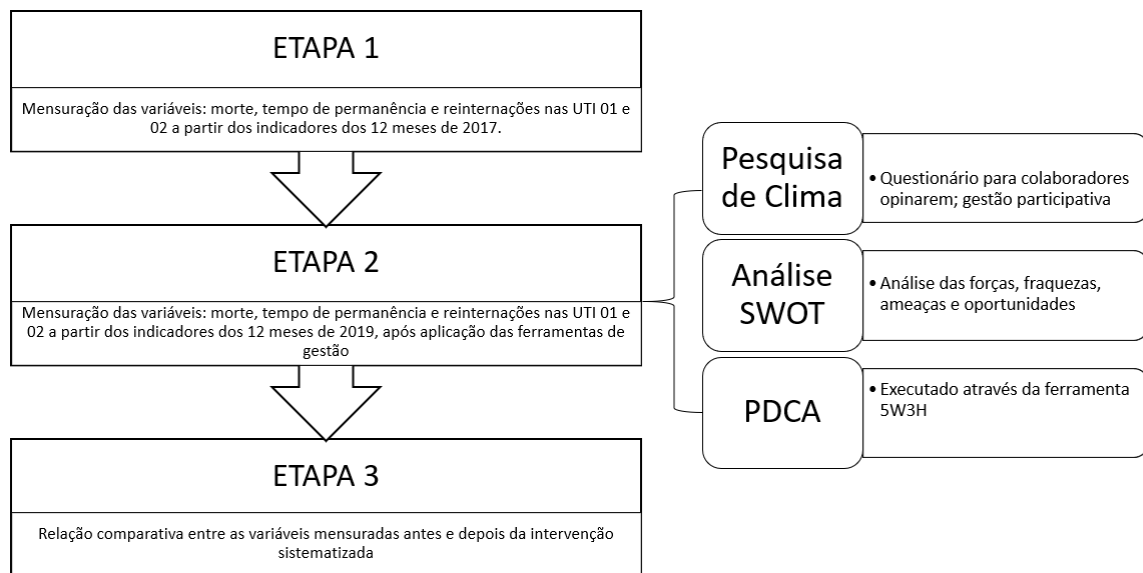 ETAPA 1
Mensuração das variáveis: morte, tempo de permanência e reinternações nas UTI 01 e
02 a partir dos indicadores dos 12 meses de 2017.
ETAPA 2
Mensuração das variáveis: morte, tempo de permanência e reinternações nas UTI 01 e
02 a partir dos indicadores dos 12 meses de 2019, após aplicação das ferramentas de
gestão
ETAPA 3
Relação comparativa entre as variáveis mensuradas antes e depois da intervenção
sistematizada
Pesquisa
de Clima
• Questionário para colaboradores
opinarem; gestão participativa
Análise
SWOT
• Análise das forças, fraquezas,
ameaças e oportunidades
PDCA
• Executado através da ferramenta
5W3H